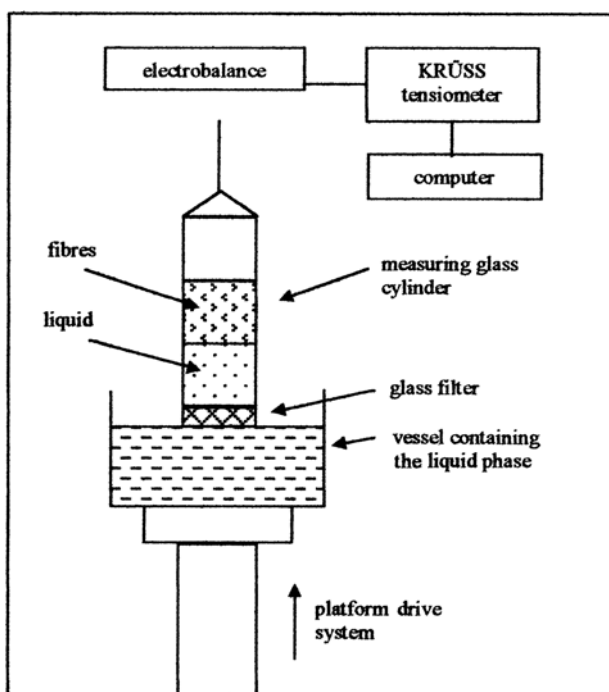 electrobalance
KRÜSS
tensiometer
computer
fibres
measuring glass
cylinder
liquid
glass filter
vessel containing
the liquid phase
platform drive
system